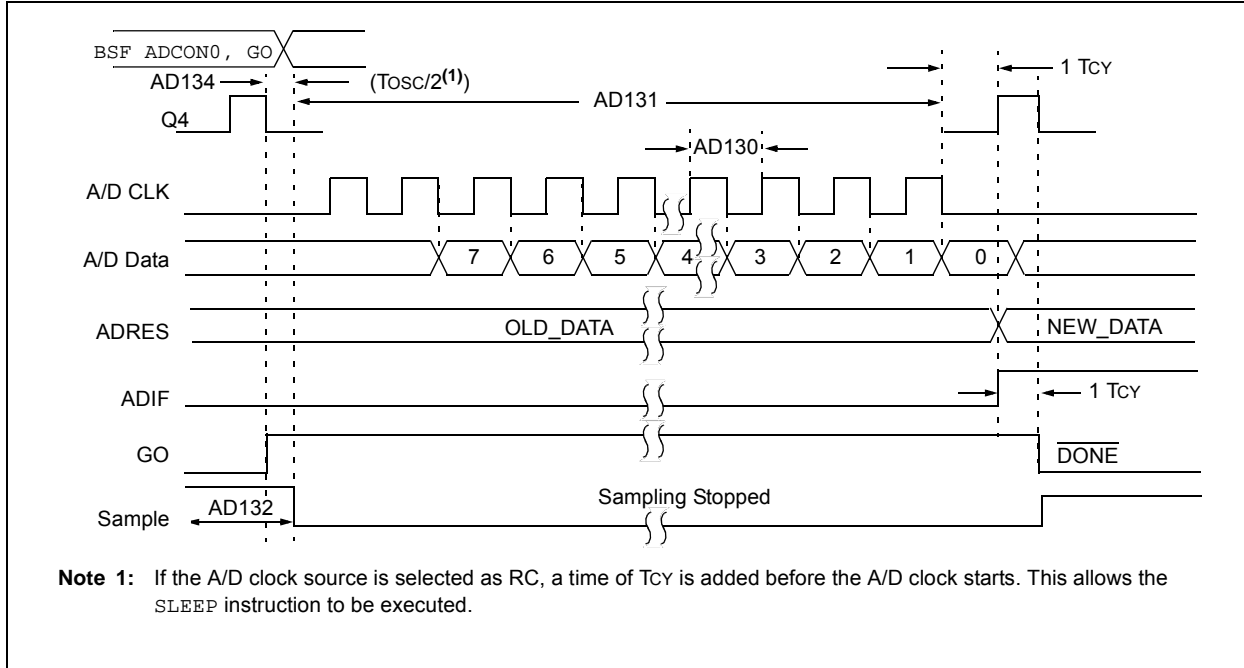 BSF ADCON0, GO
AD134 (TOSC/2(1)) 1 TCY
AD131
Q4
AD130
A/D CLK
A/D Data 7 6 5 4 3 2 1 0
ADRES OLD_DATA NEW_DATA
ADIF 1 TCY
GO DONE
Sample AD132 Sampling Stopped
Note 1: If the A/D clock source is selected as RC, a time of TCY is added before the A/D clock starts. This allows the
SLEEP instruction to be executed.